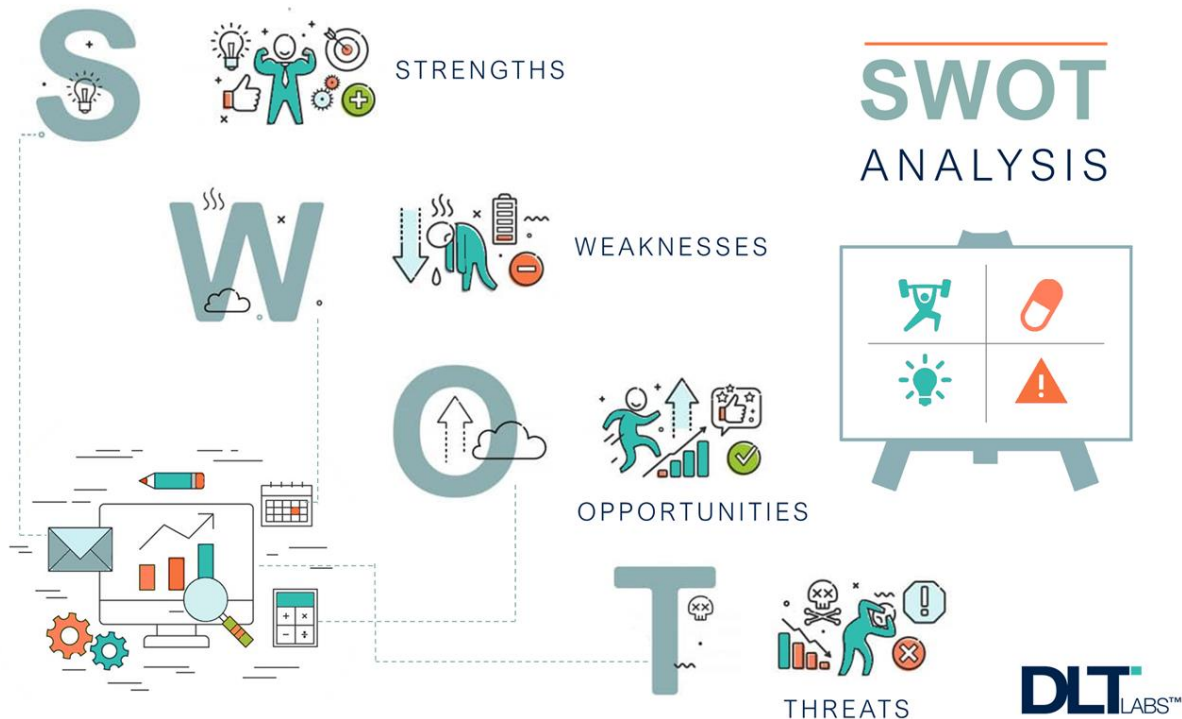 S
STRENGTHS
SWOT
ANALYSIS
W
WEAKNESSES
O
OPPORTUNITIES
T
THREATS
DLT LABS™